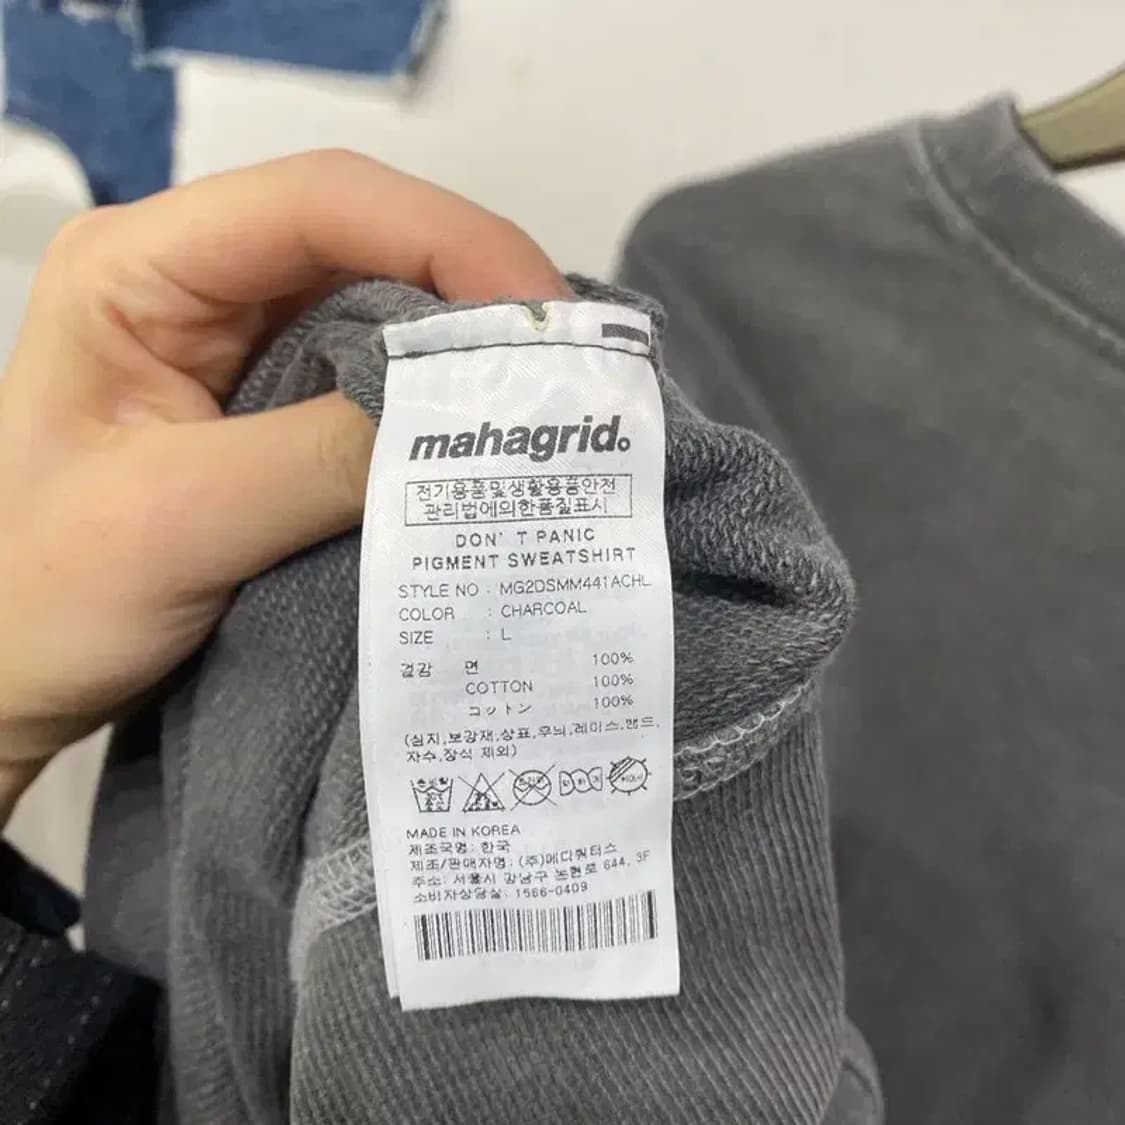 mahagrid
전기용품및생활용품안전
관리법에의한품질표시
DON' T PANIC
PIGMENT SWEATSHIRT
STYLE NO : MG2DSMM441ACHL
COLOR : CHARCOAL
SIZE : L
겉감 면 100%
COTTON 100%
コットン 100%
(심지,보강재,상표,무늬,레이스,밴드,
자수,장식 제외)
MADE IN KOREA
제조국명: 한국
제조/판매자명: (주)메디쿼터스
주소: 서울시 강남구 논현로 644, 3F
소비자상담실: 1566-0409